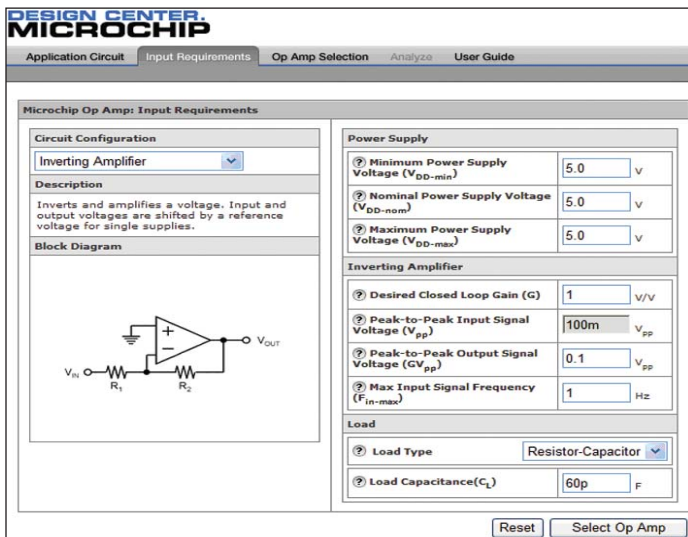 DESIGN CENTER.
MICROCHIP
Application Circuit Input Requirements Op Amp Selection Analyze User Guide
Microchip Op Amp: Input Requirements
Circuit Configuration
Inverting Amplifier
Description
Inverts and amplifies a voltage. Input and
output voltages are shifted by a reference
voltage for single supplies.
Block Diagram
+
−
VOUT
VIN
R1
R2
Power Supply
? Minimum Power Supply
Voltage (VDD-min)
5.0 V
? Nominal Power Supply Voltage
(VDD-nom)
5.0 V
? Maximum Power Supply
Voltage (VDD-max)
5.0 V
Inverting Amplifier
? Desired Closed Loop Gain (G)
1 V/V
? Peak-to-Peak Input Signal
Voltage (Vpp)
100m Vpp
? Peak-to-Peak Output Signal
Voltage (GVpp)
0.1 Vpp
? Max Input Signal Frequency
(Fin-max)
1 Hz
Load
? Load Type
Resistor-Capacitor
? Load Capacitance(CL)
60p F
Reset Select Op Amp